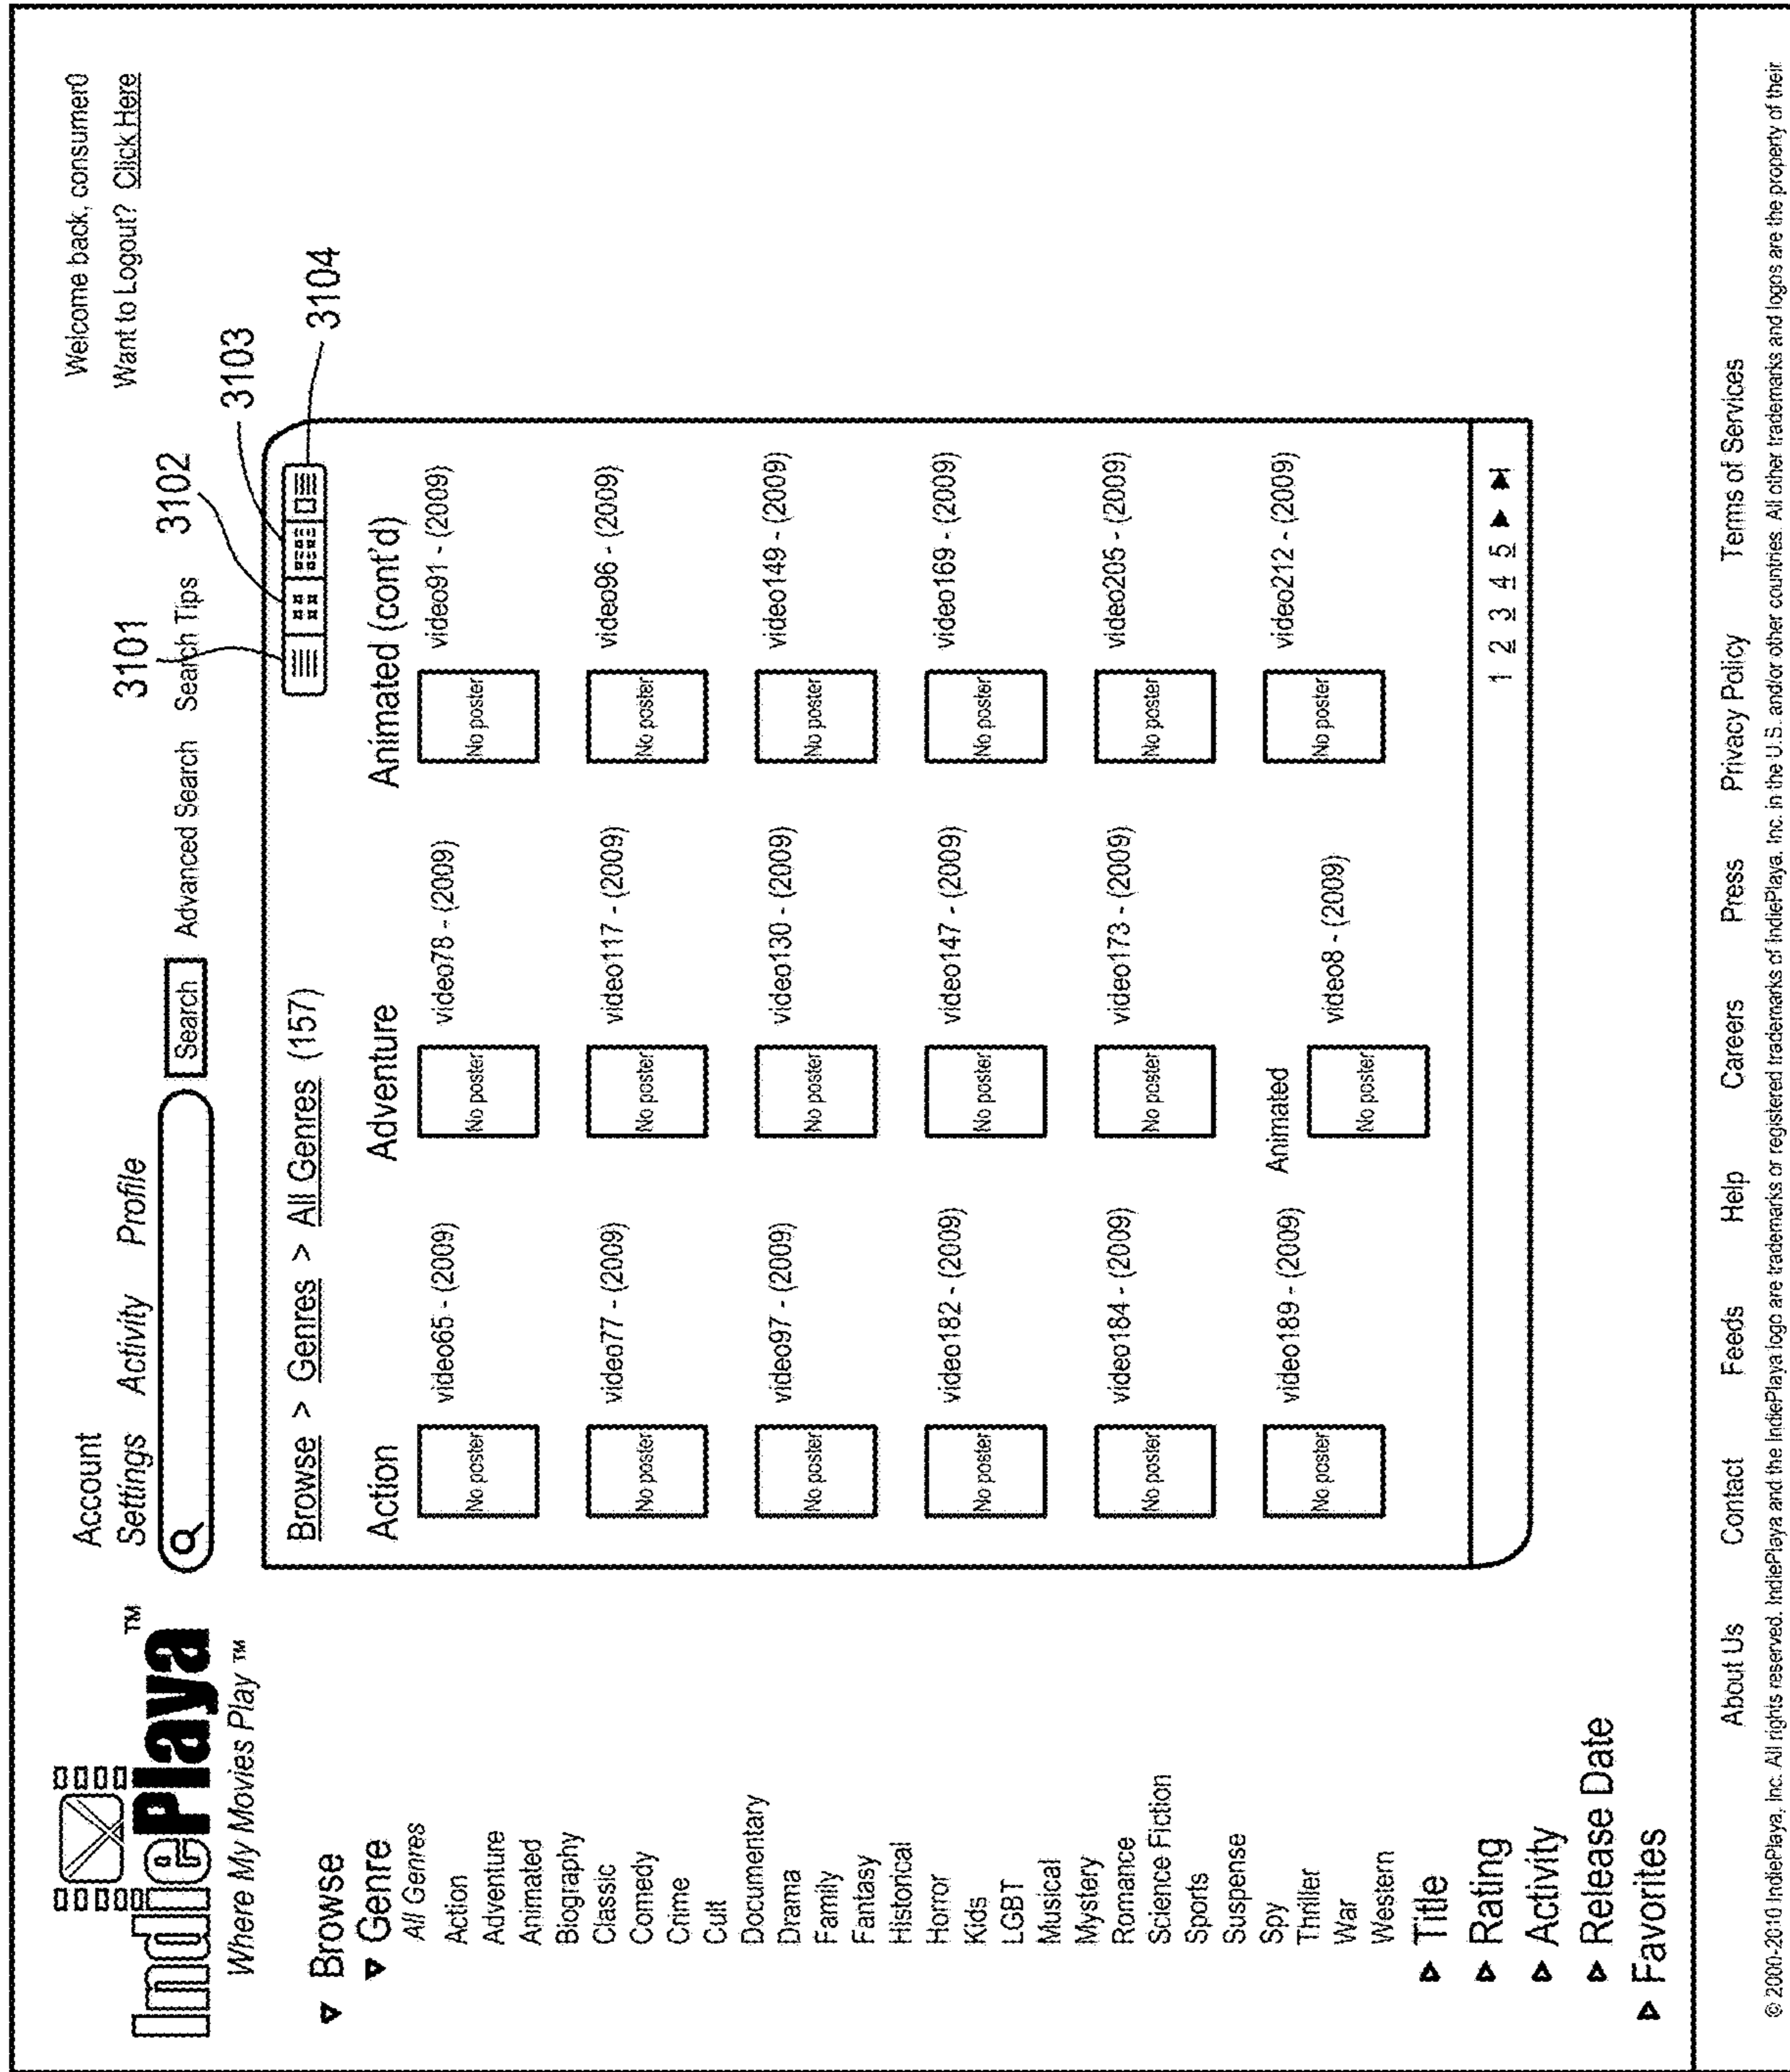 IndiePlaya ™
Where My Movies Play ™
Account
Settings Activity Profile
Search Advanced Search Search Tips
Welcome back, consumer0
Want to Logout? Click Here
3101
3102
3103
3104
Browse
Genre
All Genres
Action
Adventure
Animated
Biography
Classic
Comedy
Crime
Cult
Documentary
Drama
Family
Fantasy
Historical
Horror
Kids
LGBT
Musical
Mystery
Romance
Science Fiction
Sports
Suspense
Spy
Thriller
War
Western
Title
Rating
Activity
Release Date
Favorites
Browse > Genres > All Genres (157)
Action
No poster video65 - (2009)
No poster video77 - (2009)
No poster video97 - (2009)
No poster video182 - (2009)
No poster video184 - (2009)
No poster video189 - (2009)
Adventure
No poster video78 - (2009)
No poster video117 - (2009)
No poster video130 - (2009)
No poster video147 - (2009)
No poster video173 - (2009)
Animated
No poster video8 - (2009)
Animated (cont'd)
No poster video91 - (2009)
No poster video96 - (2009)
No poster video149 - (2009)
No poster video169 - (2009)
No poster video205 - (2009)
No poster video212 - (2009)
1 2 3 4 5
About Us Contact Feeds Help Careers Press Privacy Policy Terms of Services
© 2000-2010 IndiePlaya, Inc. All rights reserved. IndiePlaya and the IndiePlaya logo are trademarks or registered trademarks of IndiePlaya, Inc. in the U.S. and/or other countries. All other trademarks and logos are the property of their